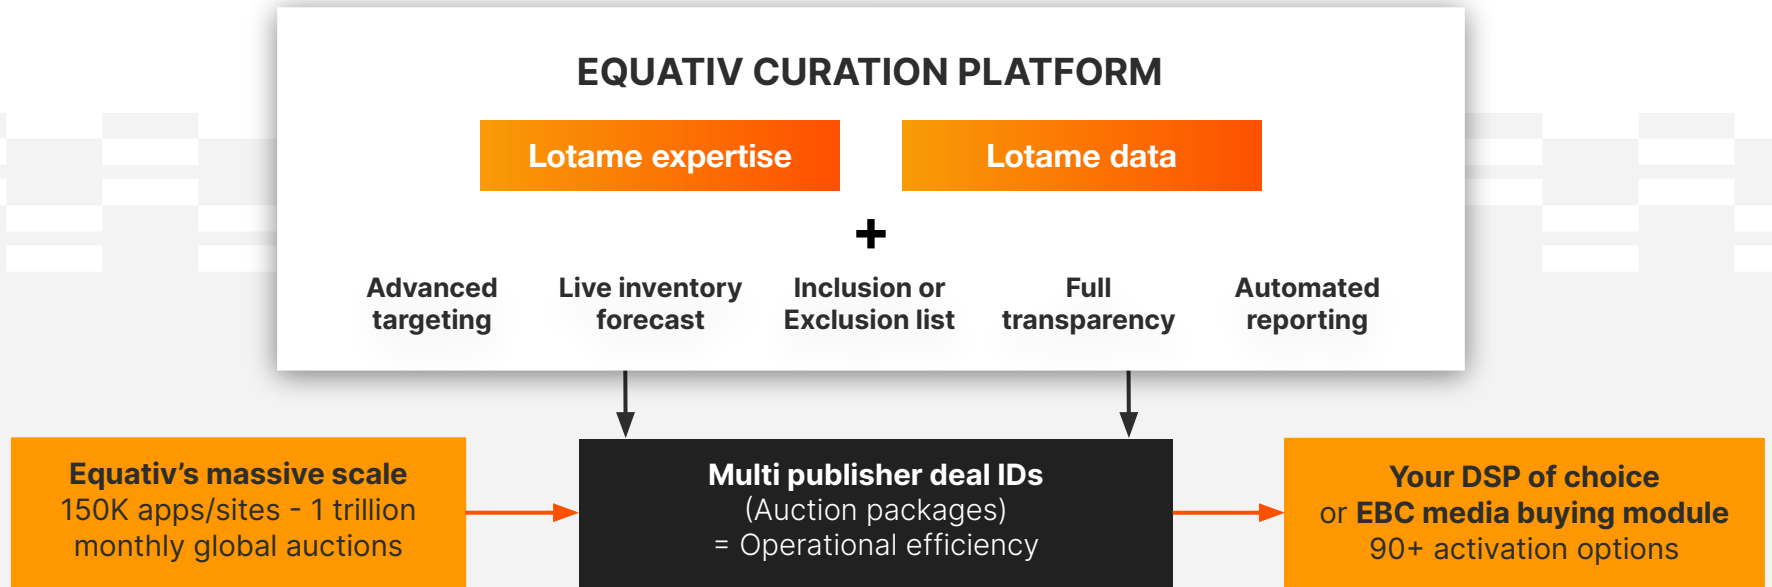 EQUATIV CURATION PLATFORM
Lotame expertise
Lotame data
+
Advanced
targeting
Live inventory
forecast
Inclusion or
Exclusion list
Full
transparency
Automated
reporting
Equativ's massive scale
150K apps/sites - 1 trillion
monthly global auctions
Multi publisher deal IDs
(Auction packages)
= Operational efficiency
Your DSP of choice
or EBC media buying module
90+ activation options